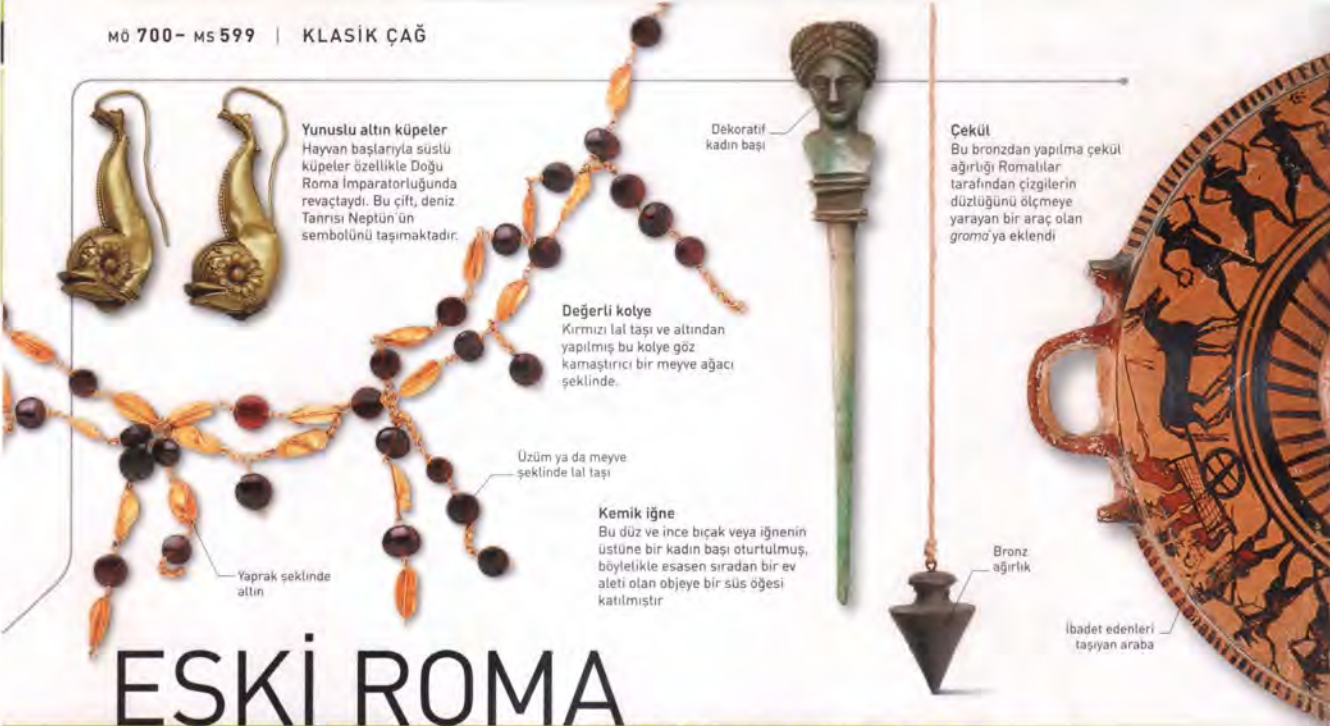 MÖ 700– MS 599 | KLASİK ÇAĞ
Yunuslu altın küpeler
Hayvan başlarıyla süslü
küpeler özellikle Doğu
Roma İmparatorluğunda
revaçtaydı. Bu çift, deniz
Tanrısı Neptün'ün
sembolünü taşımaktadır.
Dekoratif
kadın başı
Çekül
Bu bronzdan yapılma çekül
ağırlığı Romalılar
tarafından çizgilerin
düzlüğünü ölçmeye
yarayan bir araç olan
groma'ya eklendi
Değerli kolye
Kırmızı lal taşı ve altından
yapılmış bu kolye göz
kamaştırıcı bir meyve ağacı
şeklinde.
Üzüm ya da meyve
şeklinde lal taşı
Kemik iğne
Bu düz ve ince bıçak veya iğnenin
üstüne bir kadın başı oturtulmuş,
böylelikle esasen sıradan bir ev
aleti olan objeye bir süs öğesi
katılmıştır
Yaprak şeklinde
altın
Bronz
ağırlık
İbadet edenleri
taşıyan araba
ESKİ ROMA